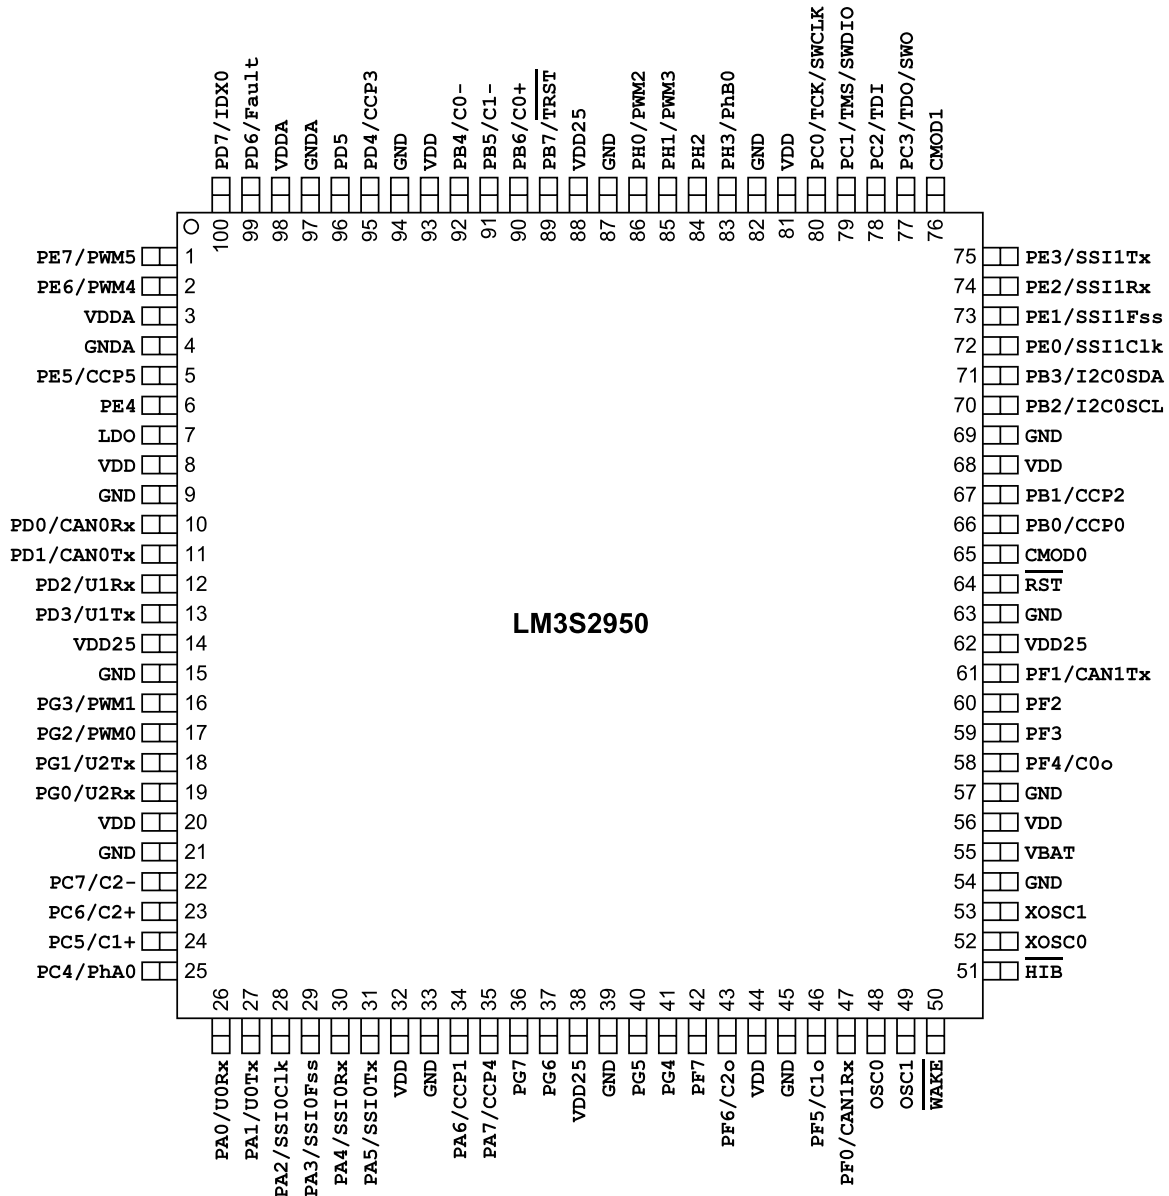 PD7/IDX0
PD6/Fault
VDDA
GNDA
PD5
PD4/CCP3
GND
VDD
PB4/C0-
PB5/C1-
PB6/C0+
PB7/TRST
VDD25
GND
PH0/PWM2
PH1/PWM3
PH2
PH3/PhB0
GND
VDD
PC0/TCK/SWCLK
PC1/TMS/SWDIO
PC2/TDI
PC3/TDO/SWO
CMOD1
100
99
98
97
96
95
94
93
92
91
90
89
88
87
86
85
84
83
82
81
80
79
78
77
76
PE7/PWM5 1
PE6/PWM4 2
VDDA 3
GNDA 4
PE5/CCP5 5
PE4 6
LDO 7
VDD 8
GND 9
PD0/CAN0Rx 10
PD1/CAN0Tx 11
PD2/U1Rx 12
PD3/U1Tx 13
VDD25 14
GND 15
PG3/PWM1 16
PG2/PWM0 17
PG1/U2Tx 18
PG0/U2Rx 19
VDD 20
GND 21
PC7/C2- 22
PC6/C2+ 23
PC5/C1+ 24
PC4/PhA0 25
LM3S2950
75 PE3/SSI1Tx
74 PE2/SSI1Rx
73 PE1/SSI1Fss
72 PE0/SSI1Clk
71 PB3/I2C0SDA
70 PB2/I2C0SCL
69 GND
68 VDD
67 PB1/CCP2
66 PB0/CCP0
65 CMOD0
64 RST
63 GND
62 VDD25
61 PF1/CAN1Tx
60 PF2
59 PF3
58 PF4/C0o
57 GND
56 VDD
55 VBAT
54 GND
53 XOSC1
52 XOSC0
51 HIB
26
27
28
29
30
31
32
33
34
35
36
37
38
39
40
41
42
43
44
45
46
47
48
49
50
PA0/U0Rx
PA1/U0Tx
PA2/SSI0Clk
PA3/SSI0Fss
PA4/SSI0Rx
PA5/SSI0Tx
VDD
GND
PA6/CCP1
PA7/CCP4
PG7
PG6
VDD25
GND
PG5
PG4
PF7
PF6/C2o
VDD
GND
PF5/C1o
PF0/CAN1Rx
OSC0
OSC1
WAKE